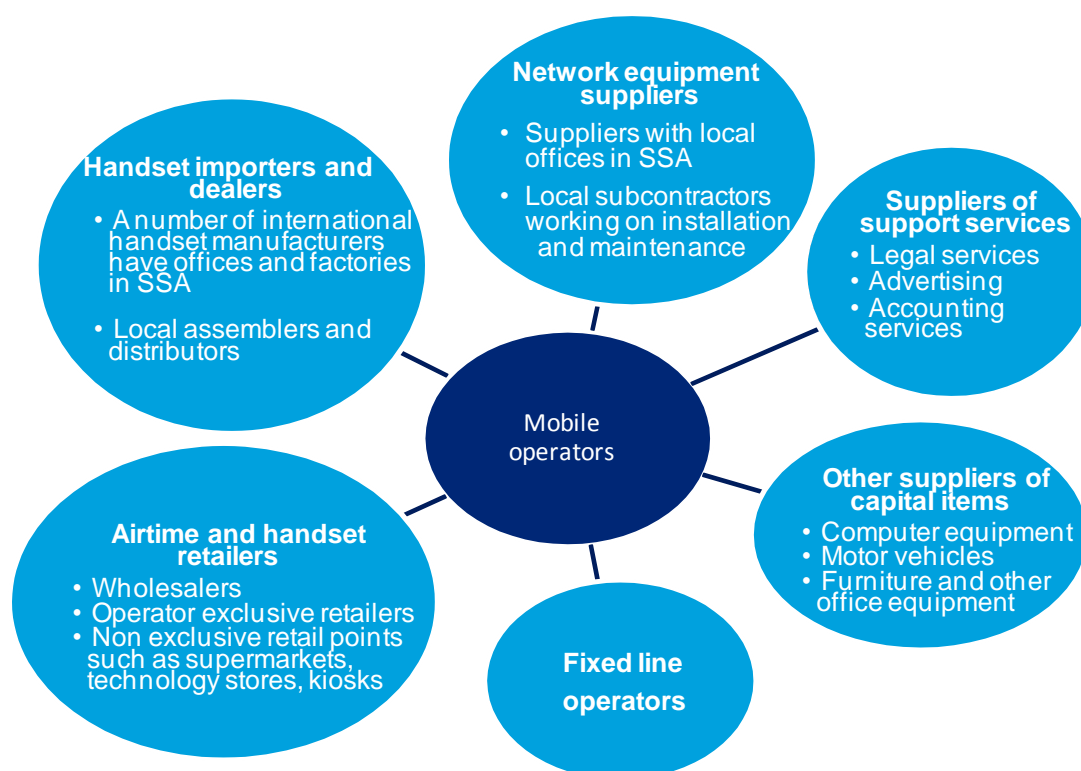 Network equipment
suppliers
• Suppliers with local
offices in SSA
• Local subcontractors
working on installation
and maintenance
Handset importers and
dealers
• A number of international
handset manufacturers
have offices and factories
in SSA
• Local assemblers and
distributors
Suppliers
of support services
• Legal services
• Advertising
• Accounting
services
Mobile
operators
Other suppliers of
capital items
• Computer equipment
• Motor vehicles
• Furniture and other
office equipment
Airtime and handset
retailers
• Wholesalers
• Operator exclusive retailers
• Non exclusive retail points
such as supermarkets,
technology stores, kiosks
Fixed line
operators